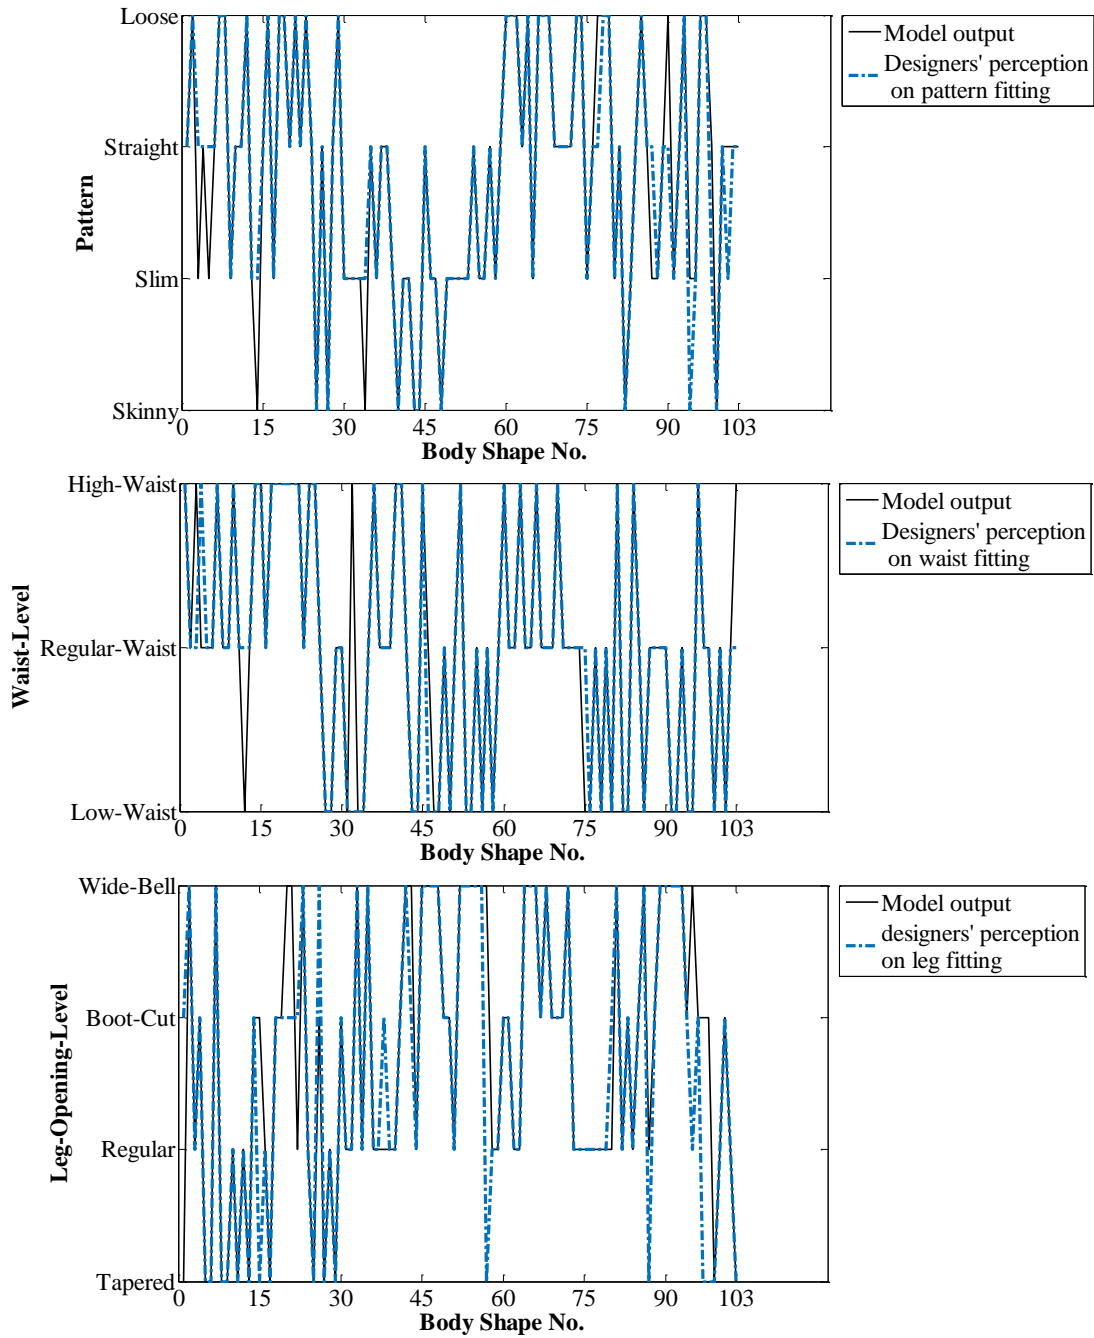 Loose
Straight
Slim
Skinny
Pattern
0 15 30 45 60 75 90 103
Body Shape No.
Model output
Designers' perception
on pattern fitting
High-Waist
Regular-Waist
Low-Waist
Waist-Level
0 15 30 45 60 75 90 103
Body Shape No.
Model output
Designers' perception
on waist fitting
Wide-Bell
Boot-Cut
Regular
Tapered
Leg-Opening-Level
0 15 30 45 60 75 90 103
Body Shape No.
Model output
designers' perception
on leg fitting